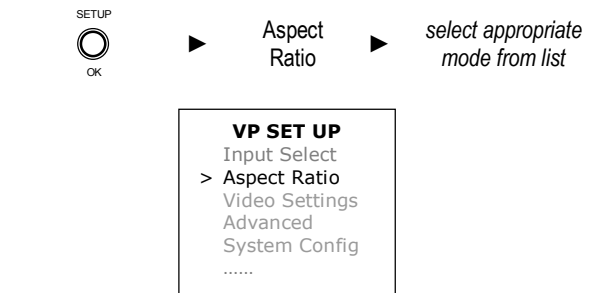 SETUP
OK
► Aspect Ratio ► select appropriate mode from list
VP SET UP
Input Select
> Aspect Ratio
Video Settings
Advanced
System Config
......